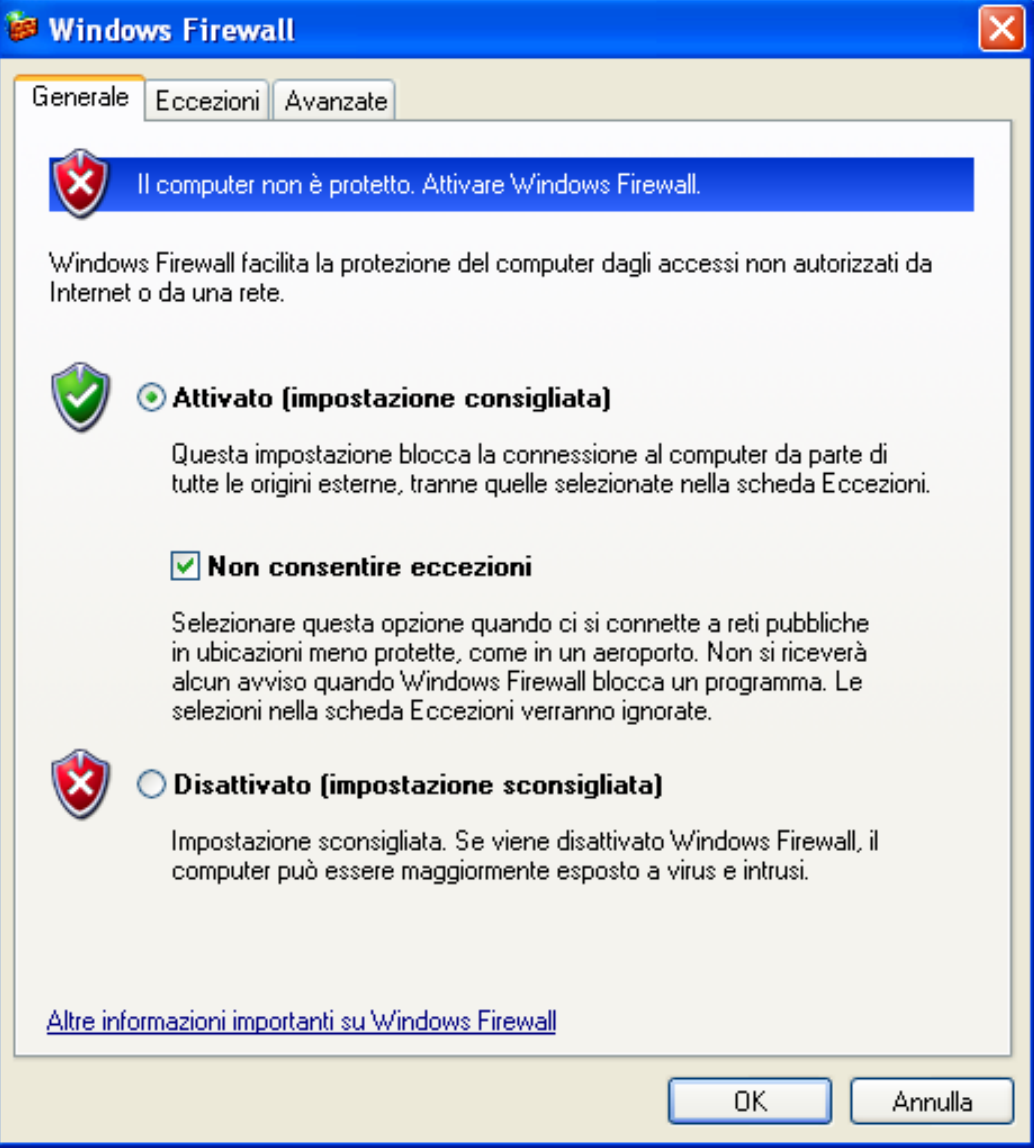 Windows Firewall
Generale
Eccezioni
Avanzate
Il computer non è protetto. Attivare Windows Firewall.
Windows Firewall facilita la protezione del computer dagli accessi non autorizzati da
Internet o da una rete.
Attivato (impostazione consigliata)
Questa impostazione blocca la connessione al computer da parte di
tutte le origini esterne, tranne quelle selezionate nella scheda Eccezioni.
Non consentire eccezioni
Selezionare questa opzione quando ci si connette a reti pubbliche
in ubicazioni meno protette, come in un aeroporto. Non si riceverà
alcun avviso quando Windows Firewall blocca un programma. Le
selezioni nella scheda Eccezioni verranno ignorate.
Disattivato (impostazione sconsigliata)
Impostazione sconsigliata. Se viene disattivato Windows Firewall, il
computer può essere maggiormente esposto a virus e intrusi.
Altre informazioni importanti su Windows Firewall
OK
Annulla